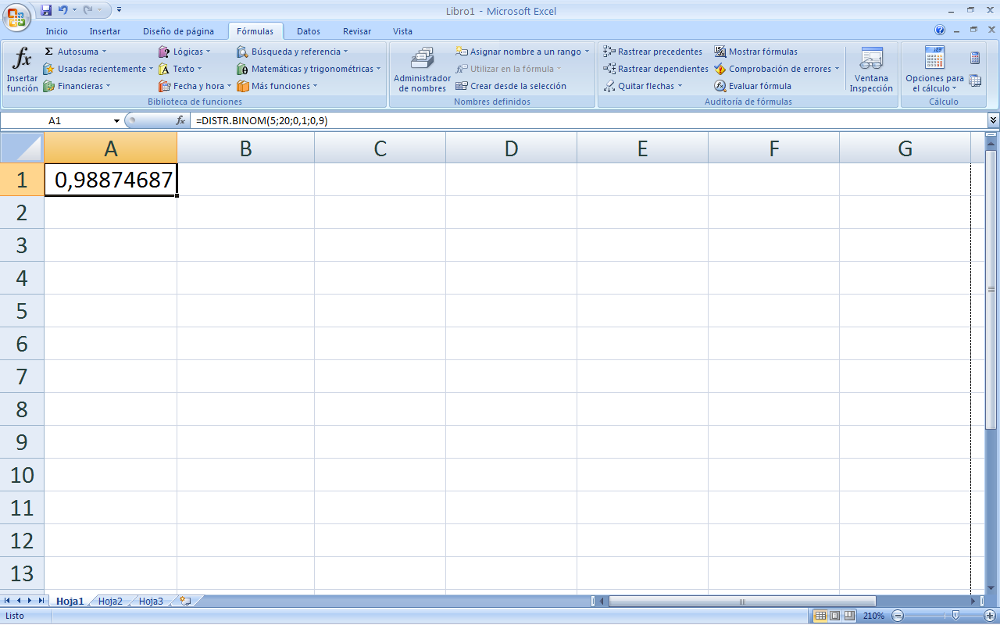 Libro1 - Microsoft Excel
Inicio Insertar Diseño de página Fórmulas Datos Revisar Vista
fx Σ Autosuma Lógicas Búsqueda y referencia Asignar nombre a un rango Rastrear precedentes Mostrar fórmulas
Insertar función Usadas recientemente Texto Matemáticas y trigonométricas Administrador de nombres Utilizar en la fórmula Rastrear dependientes Comprobación de errores Ventana Inspección Opciones para el cálculo
Financieras Fecha y hora Más funciones Crear desde la selección Quitar flechas Evaluar fórmula
Biblioteca de funciones Nombres definidos Auditoría de fórmulas Cálculo
A1 fx =DISTR.BINOM(5;20;0,1;0,9)
A B C D E F G
1 0,98874687
2
3
4
5
6
7
8
9
10
11
12
13
Hoja1 Hoja2 Hoja3
Listo 210%